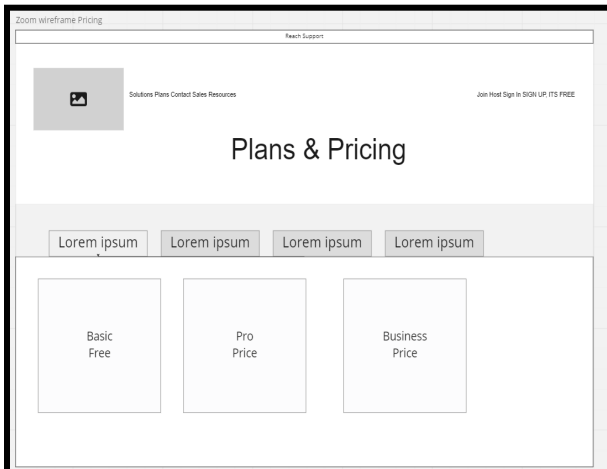 Zoom wireframe Pricing
Reach Support
Solutions Plans Contact Sales Resources
Join Host Sign In SIGN UP, ITS FREE
Plans & Pricing
Lorem ipsum
Lorem ipsum
Lorem ipsum
Lorem ipsum
Basic
Free
Pro
Price
Business
Price